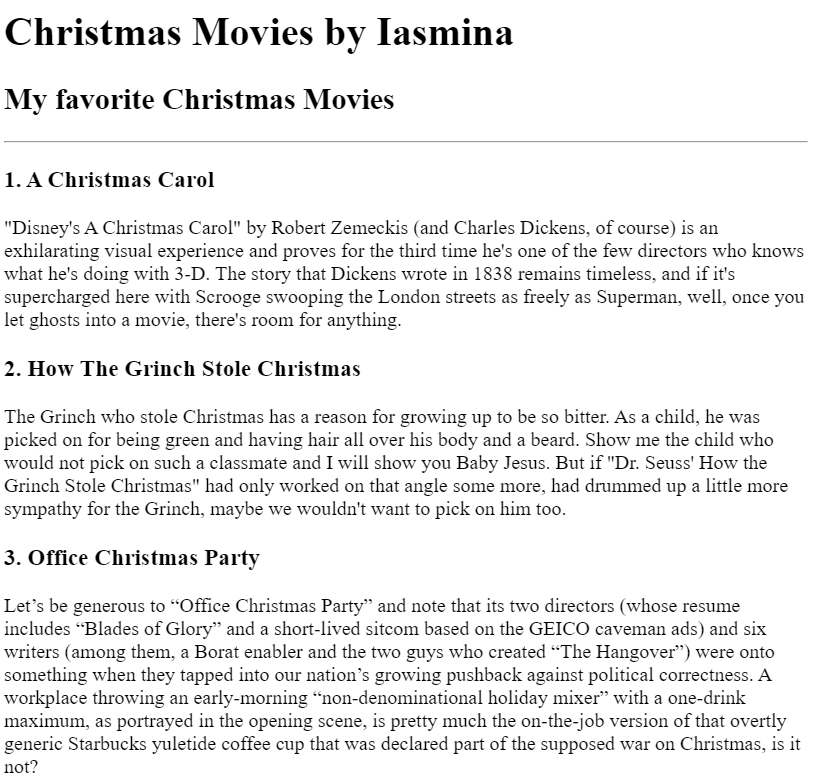 Christmas Movies by Iasmina
My favorite Christmas Movies
1. A Christmas Carol
"Disney's A Christmas Carol" by Robert Zemeckis (and Charles Dickens, of course) is an
exhilarating visual experience and proves for the third time he's one of the few directors who knows
what he's doing with 3-D. The story that Dickens wrote in 1838 remains timeless, and if it's
supercharged here with Scrooge swooping the London streets as freely as Superman, well, once you
let ghosts into a movie, there's room for anything.
2. How The Grinch Stole Christmas
The Grinch who stole Christmas has a reason for growing up to be so bitter. As a child, he was
picked on for being green and having hair all over his body and a beard. Show me the child who
would not pick on such a classmate and I will show you Baby Jesus. But if "Dr. Seuss' How the
Grinch Stole Christmas" had only worked on that angle some more, had drummed up a little more
sympathy for the Grinch, maybe we wouldn't want to pick on him too.
3. Office Christmas Party
Let’s be generous to “Office Christmas Party” and note that its two directors (whose resume
includes “Blades of Glory” and a short-lived sitcom based on the GEICO caveman ads) and six
writers (among them, a Borat enabler and the two guys who created “The Hangover”) were onto
something when they tapped into our nation’s growing pushback against political correctness. A
workplace throwing an early-morning “non-denominational holiday mixer” with a one-drink
maximum, as portrayed in the opening scene, is pretty much the on-the-job version of that overtly
generic Starbucks yuletide coffee cup that was declared part of the supposed war on Christmas, is it
not?